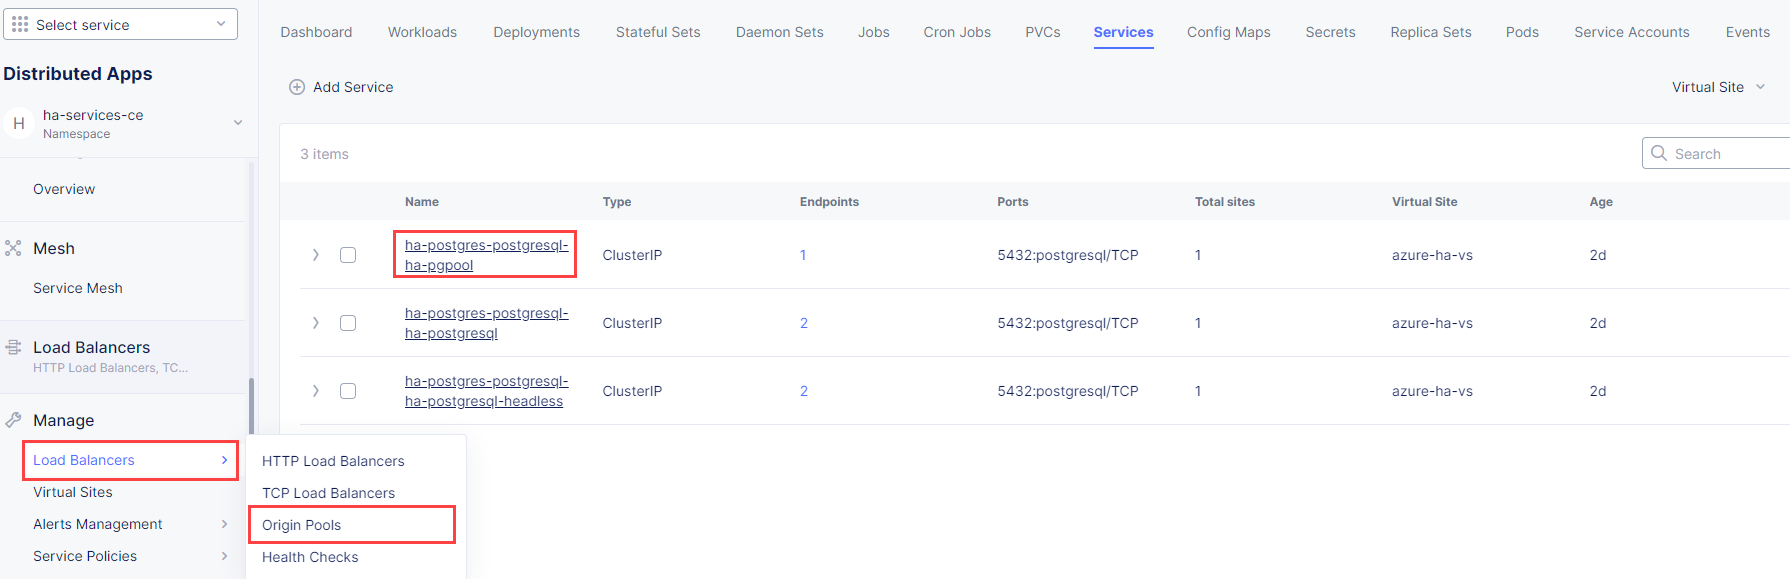 Select service
Distributed Apps
H
ha-services-ce
Namespace
Overview
Mesh
Service Mesh
Load Balancers
HTTP Load Balancers, TC...
Manage
Load Balancers
Virtual Sites
Alerts Management
Service Policies
HTTP Load Balancers
TCP Load Balancers
Origin Pools
Health Checks
Dashboard Workloads Deployments Stateful Sets Daemon Sets Jobs Cron Jobs PVCs Services Config Maps Secrets Replica Sets Pods Service Accounts Events
Add Service Virtual Site
3 items Search
Name Type Endpoints Ports Total sites Virtual Site Age
ha-postgres-postgresql-
ha-pgpool ClusterIP 1 5432:postgresql/TCP 1 azure-ha-vs 2d
ha-postgres-postgresql-
ha-postgresql ClusterIP 2 5432:postgresql/TCP 1 azure-ha-vs 2d
ha-postgres-postgresql-
ha-postgresql-headless ClusterIP 2 5432:postgresql/TCP 1 azure-ha-vs 2d